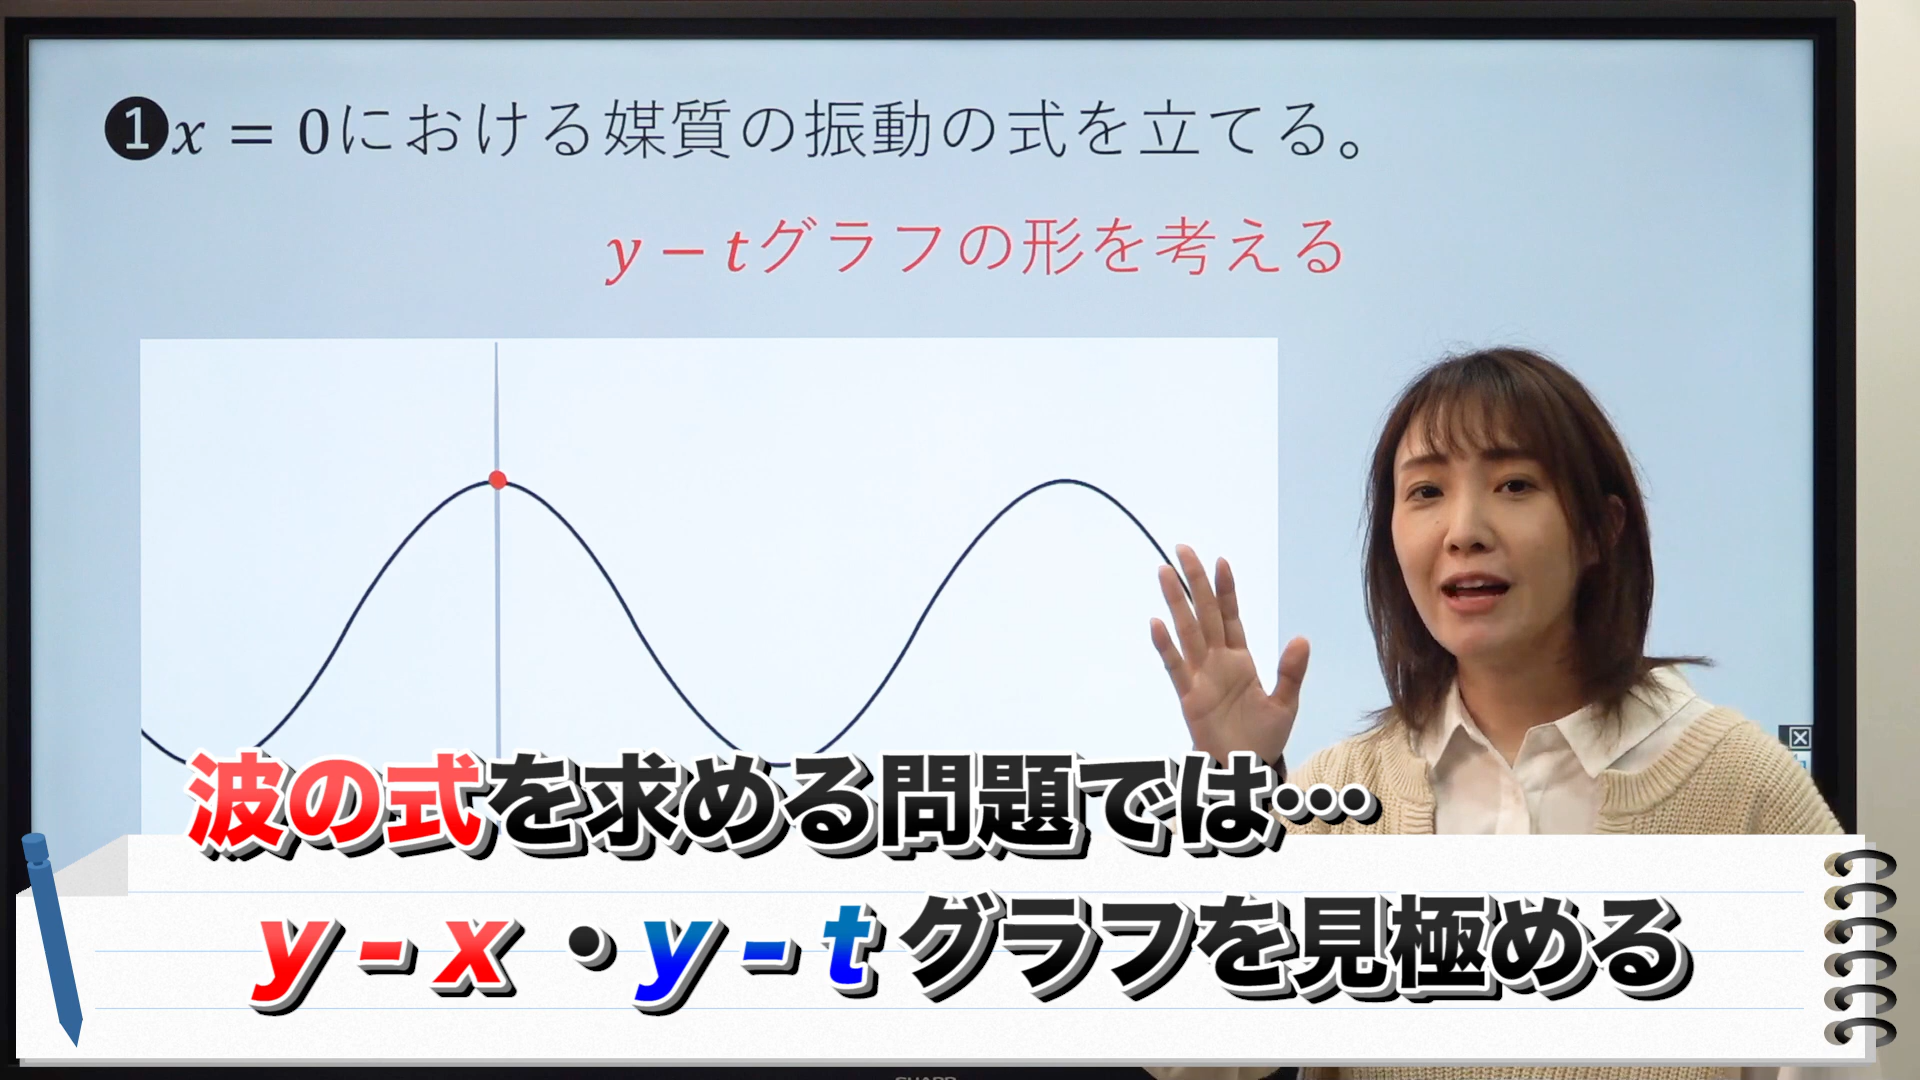 ❶x = 0における媒質の振動の式を立てる。
y − tグラフの形を考える
波の式を求める問題では…
y - x ・y - t グラフを見極める